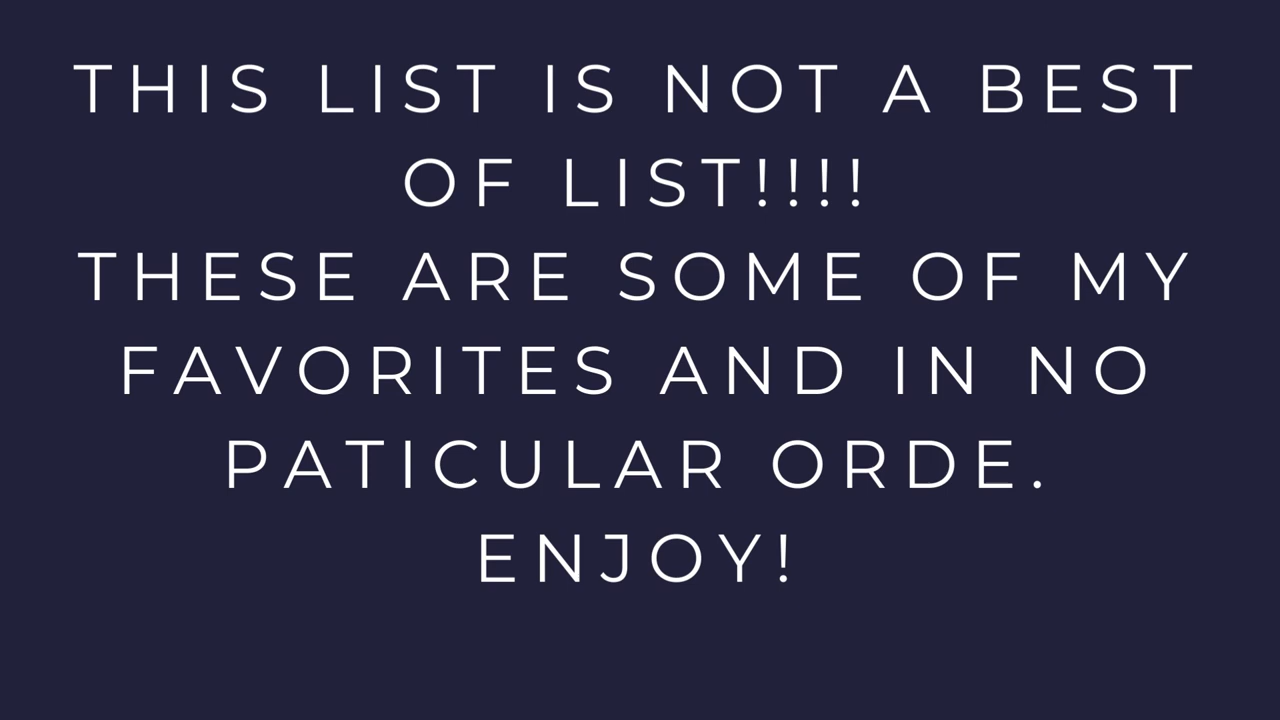 THIS LIST IS NOT A BEST
OF LIST!!!!
THESE ARE SOME OF MY
FAVORITES AND IN NO
PATICULAR ORDE.
ENJOY!